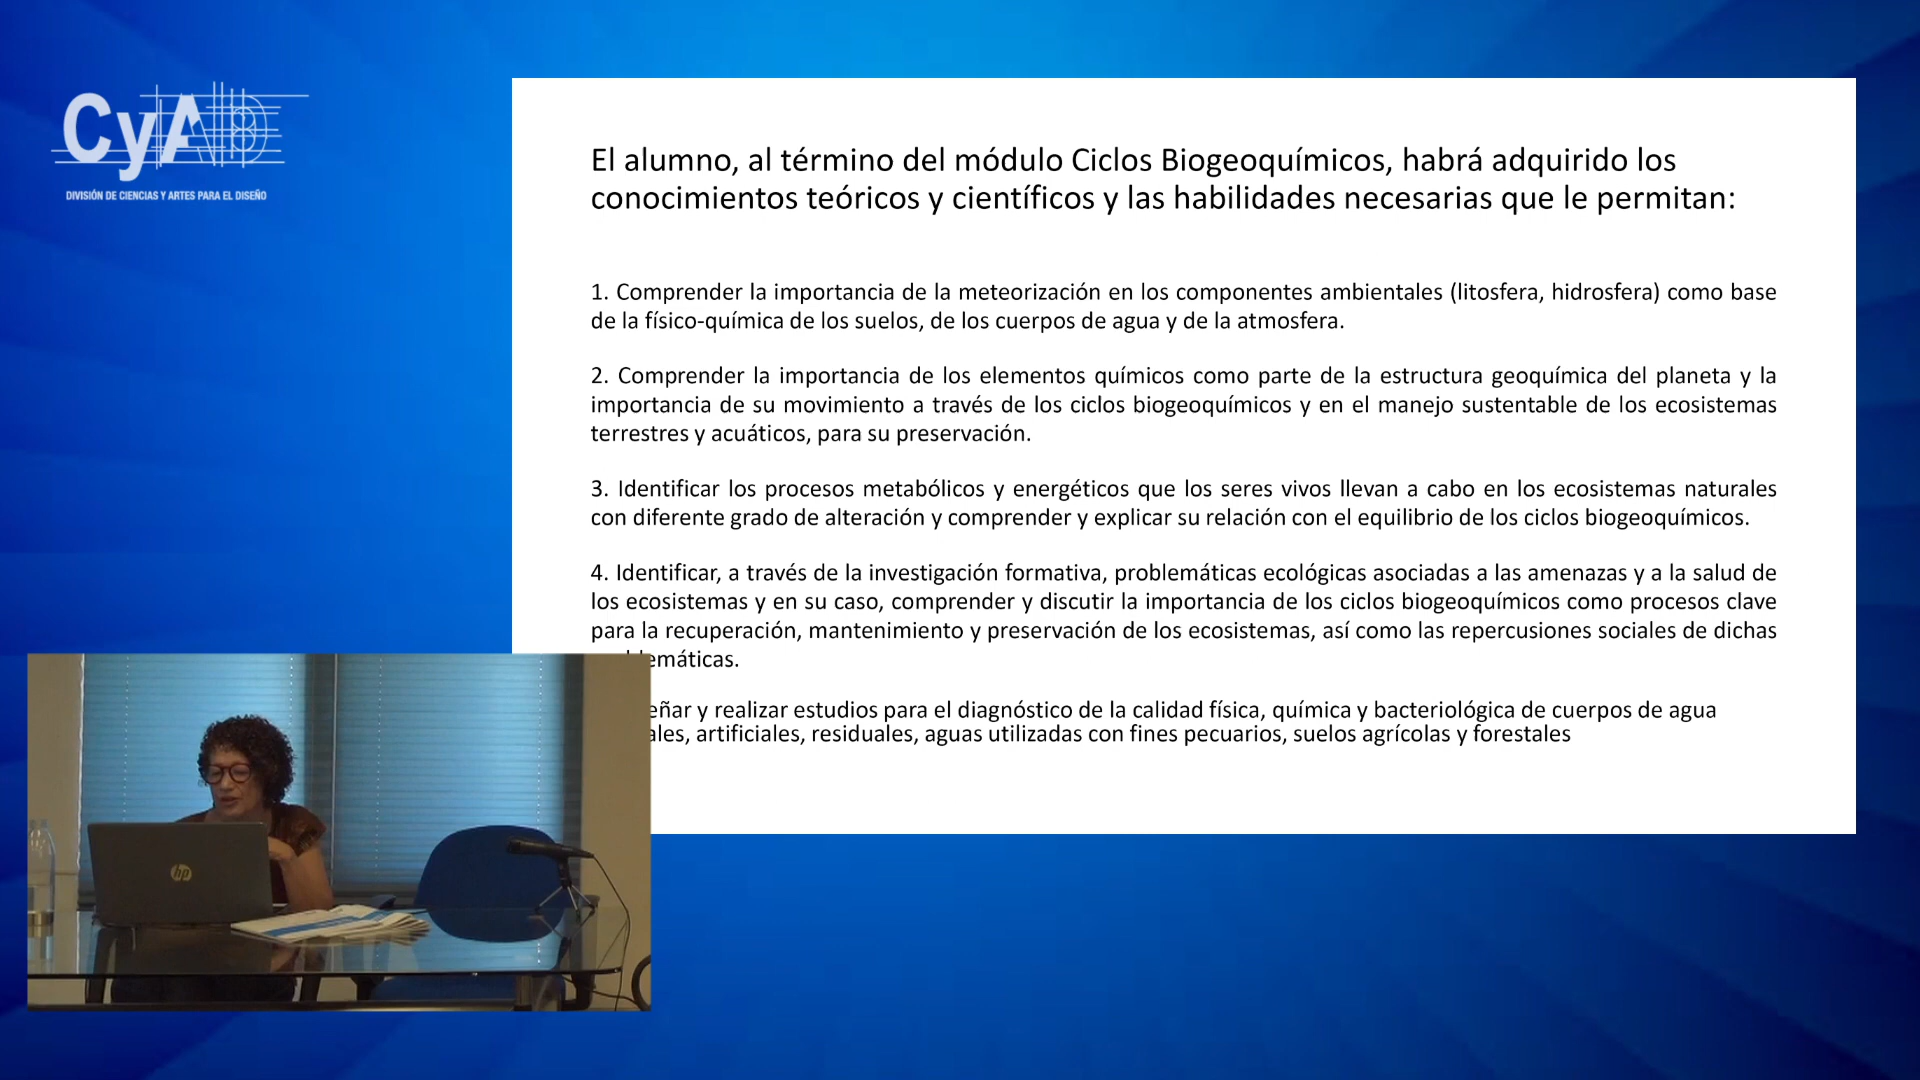 CyAD
DIVISIÓN DE CIENCIAS Y ARTES PARA EL DISEÑO
El alumno, al término del módulo Ciclos Biogeoquímicos, habrá adquirido los
conocimientos teóricos y científicos y las habilidades necesarias que le permitan:
1. Comprender la importancia de la meteorización en los componentes ambientales (litosfera, hidrosfera) como base
de la físico-química de los suelos, de los cuerpos de agua y de la atmosfera.
2. Comprender la importancia de los elementos químicos como parte de la estructura geoquímica del planeta y la
importancia de su movimiento a través de los ciclos biogeoquímicos y en el manejo sustentable de los ecosistemas
terrestres y acuáticos, para su preservación.
3. Identificar los procesos metabólicos y energéticos que los seres vivos llevan a cabo en los ecosistemas naturales
con diferente grado de alteración y comprender y explicar su relación con el equilibrio de los ciclos biogeoquímicos.
4. Identificar, a través de la investigación formativa, problemáticas ecológicas asociadas a las amenazas y a la salud de
los ecosistemas y en su caso, comprender y discutir la importancia de los ciclos biogeoquímicos como procesos clave
para la recuperación, mantenimiento y preservación de los ecosistemas, así como las repercusiones sociales de dichas
y realizar estudios para el diagnóstico de la calidad física, química y bacteriológica de cuerpos de agua
artificiales, residuales, aguas utilizadas con fines pecuarios, suelos agrícolas y forestales
hp